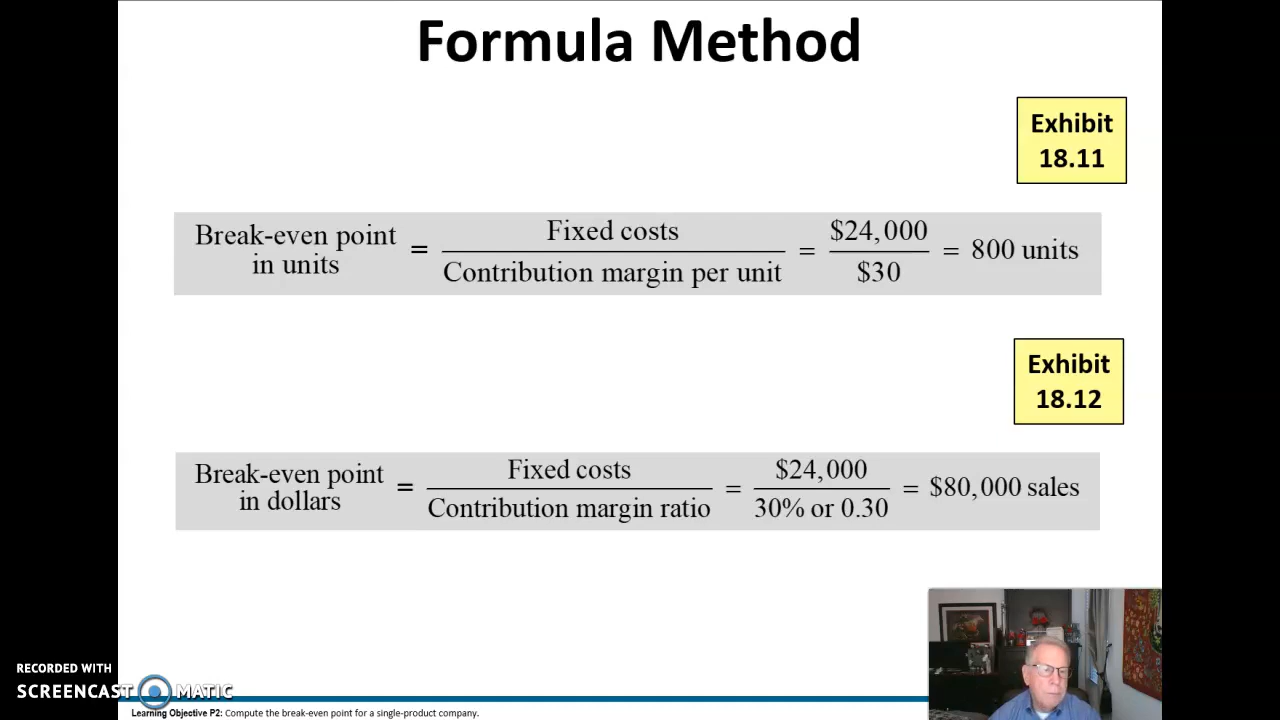 Formula Method
Exhibit
18.11
Break-even point
in units
=
Fixed costs
Contribution margin per unit
=
$24,000
$30
= 800 units
Exhibit
18.12
Break-even point
in dollars
=
Fixed costs
Contribution margin ratio
=
$24,000
30% or 0.30
= $80,000 sales
RECORDED WITH
SCREENCAST MATIC
Learning Objective P2: Compute the break-even point for a single-product company.